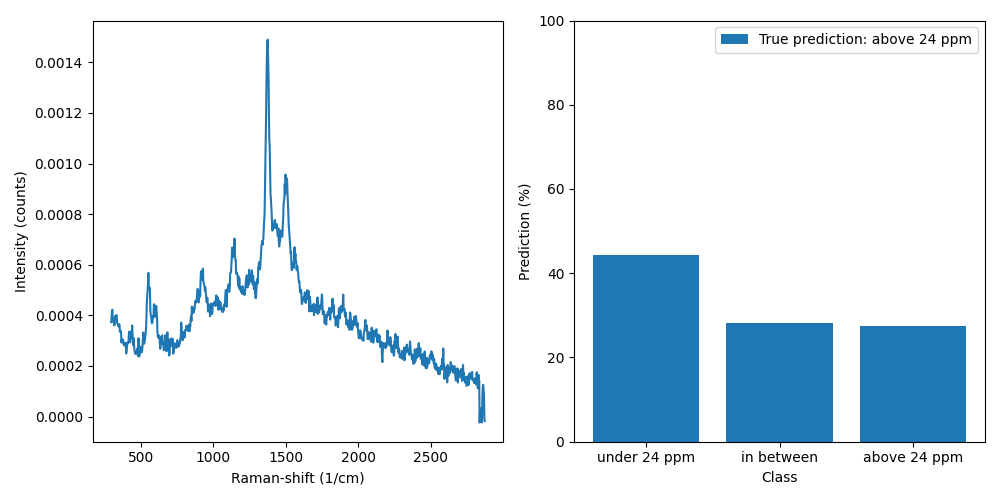 0.0014
0.0012
0.0010
0.0008
0.0006
0.0004
0.0002
0.0000
Intensity (counts)
500 1000 1500 2000 2500
Raman-shift (1/cm)
True prediction: above 24 ppm
100
80
60
40
20
0
Prediction (%)
under 24 ppm in between above 24 ppm
Class